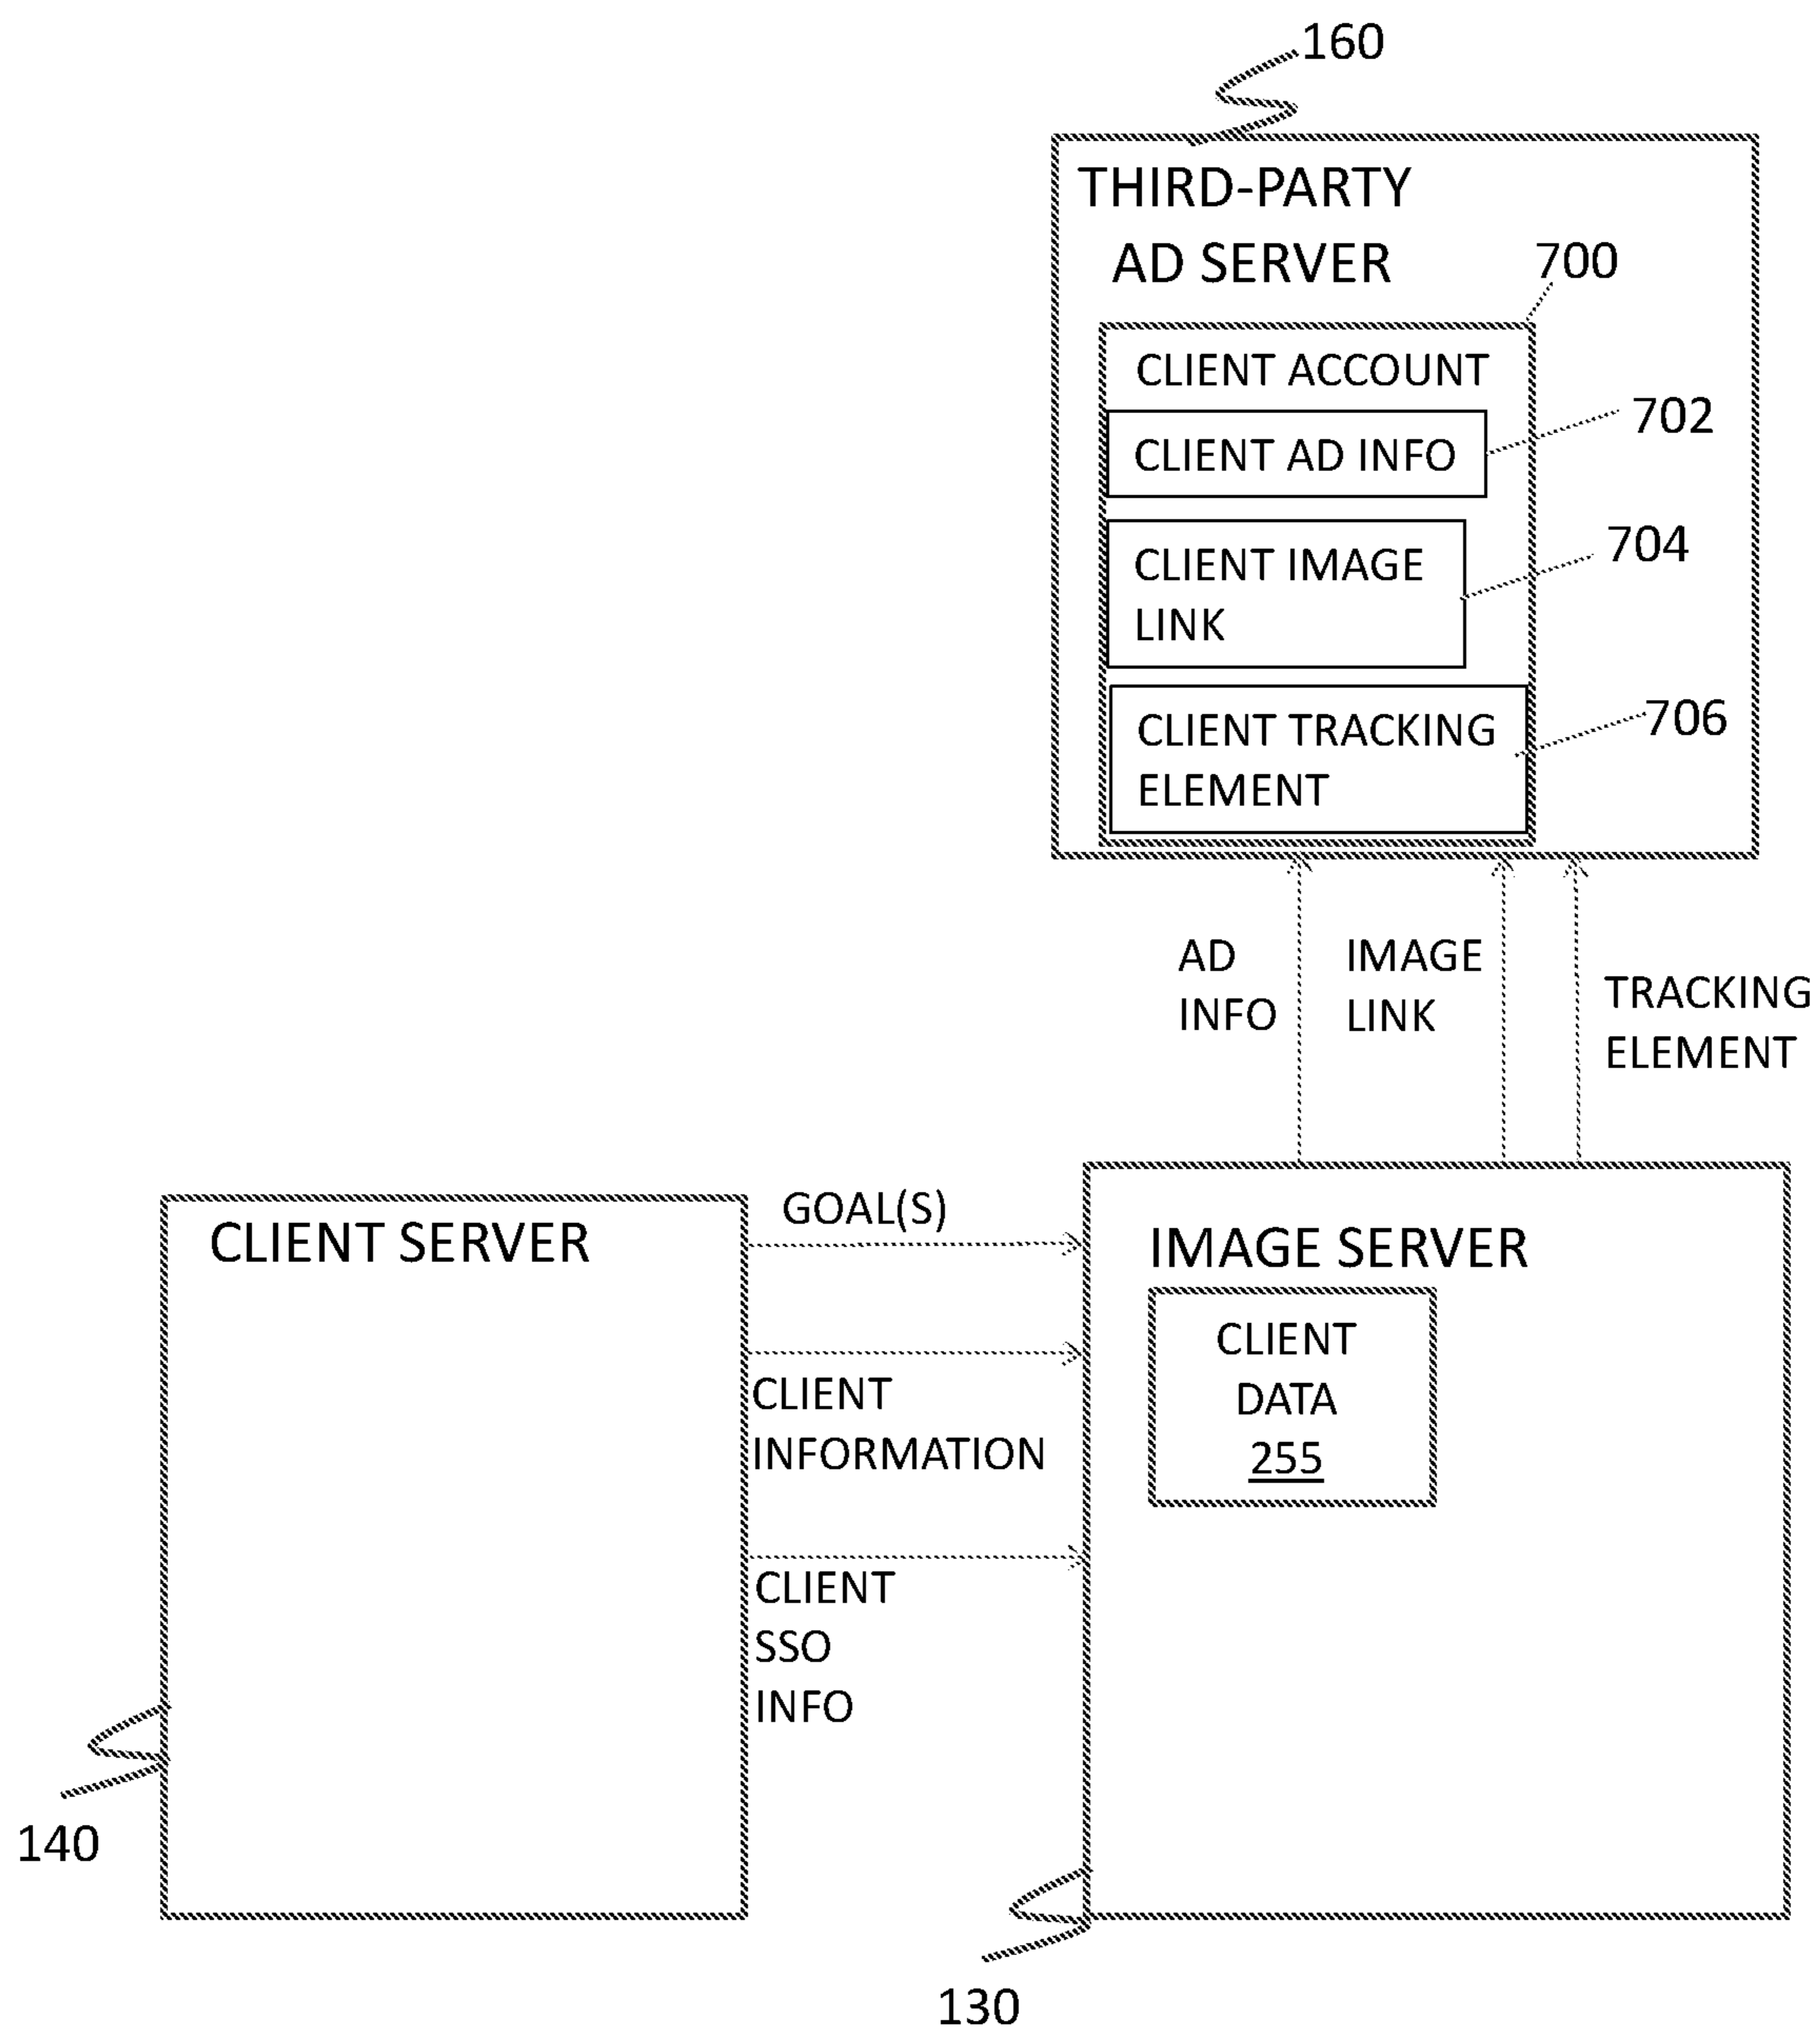 160
THIRD-PARTY
AD SERVER
700
CLIENT ACCOUNT
702
CLIENT AD INFO
704
CLIENT IMAGE
LINK
706
CLIENT TRACKING
ELEMENT
AD
INFO
IMAGE
LINK
TRACKING
ELEMENT
CLIENT SERVER
GOAL(S)
CLIENT
INFORMATION
CLIENT
SSO
INFO
IMAGE SERVER
CLIENT
DATA
255
140
130